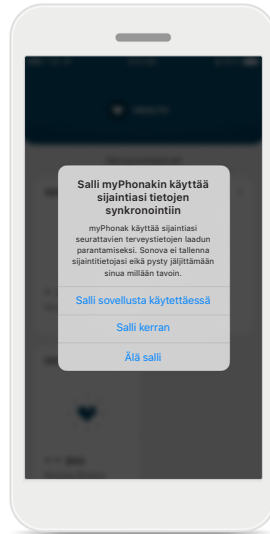 Salli myPhonakin käyttää
sijaintiasi tietojen
synkronointiin
myPhonak käyttää sijaintiasi
seurattavien terveystietojen laadun
parantamiseksi. Sonova ei tallenna
sijaintitietojasi eikä pysty jäljittämään
sinua millään tavoin.
Salli sovellusta käytettäessä
Salli kerran
Älä salli